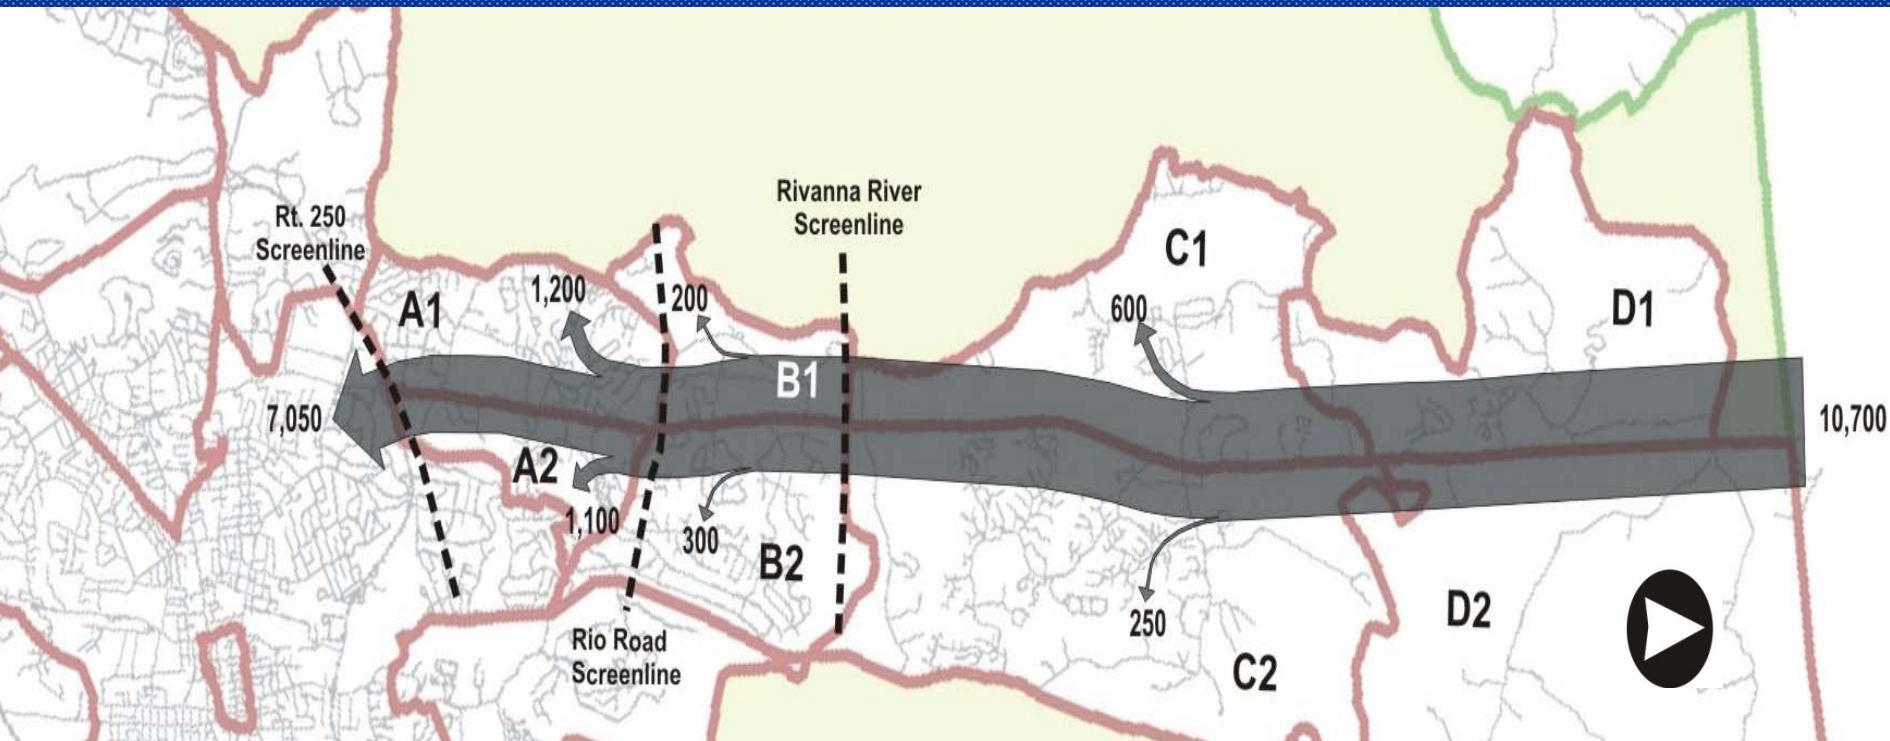 Rivanna River
Screenline
Rt. 250
Screenline
C1
A1
1,200
200
600
D1
B1
7,050
10,700
A2
1,100
300
B2
250
D2
Rio Road
Screenline
C2